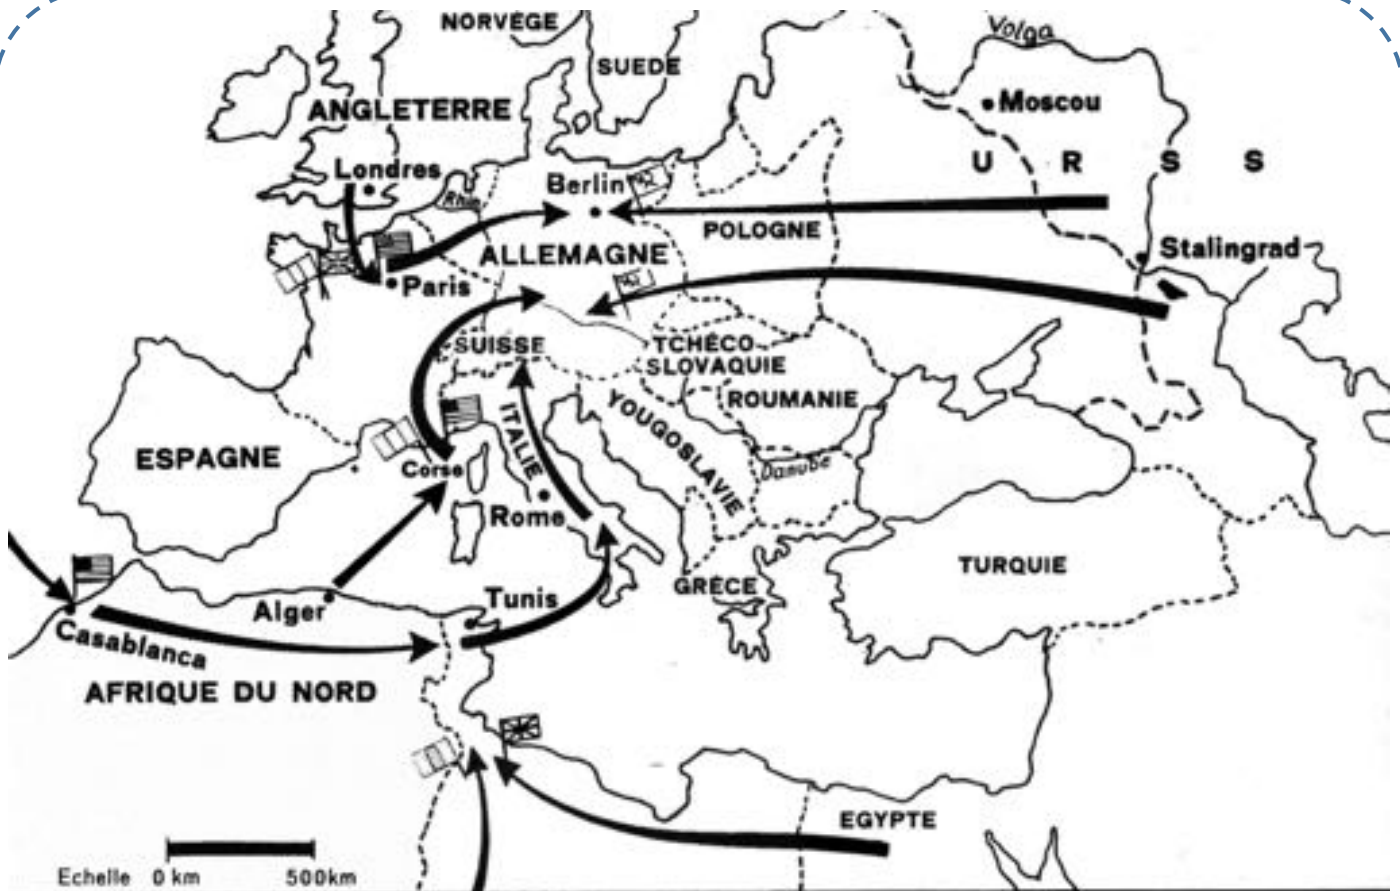 NORVÈGE
Volga
SUEDE
ANGLETERRE
Moscou
U R S S
Londres
Berlin
Rhin
POLOGNE
ALLEMAGNE
Stalingrad
Paris
SUISSE
TCHÉCO
SLOVAQUIE
ROUMANIE
ITALIE
YOUGOSLAVIE
ESPAGNE
Corse
Danube
Rome
TURQUIE
GRÈCE
Alger
Tunis
Casablanca
AFRIQUE DU NORD
EGYPTE
Echelle 0 km 500km